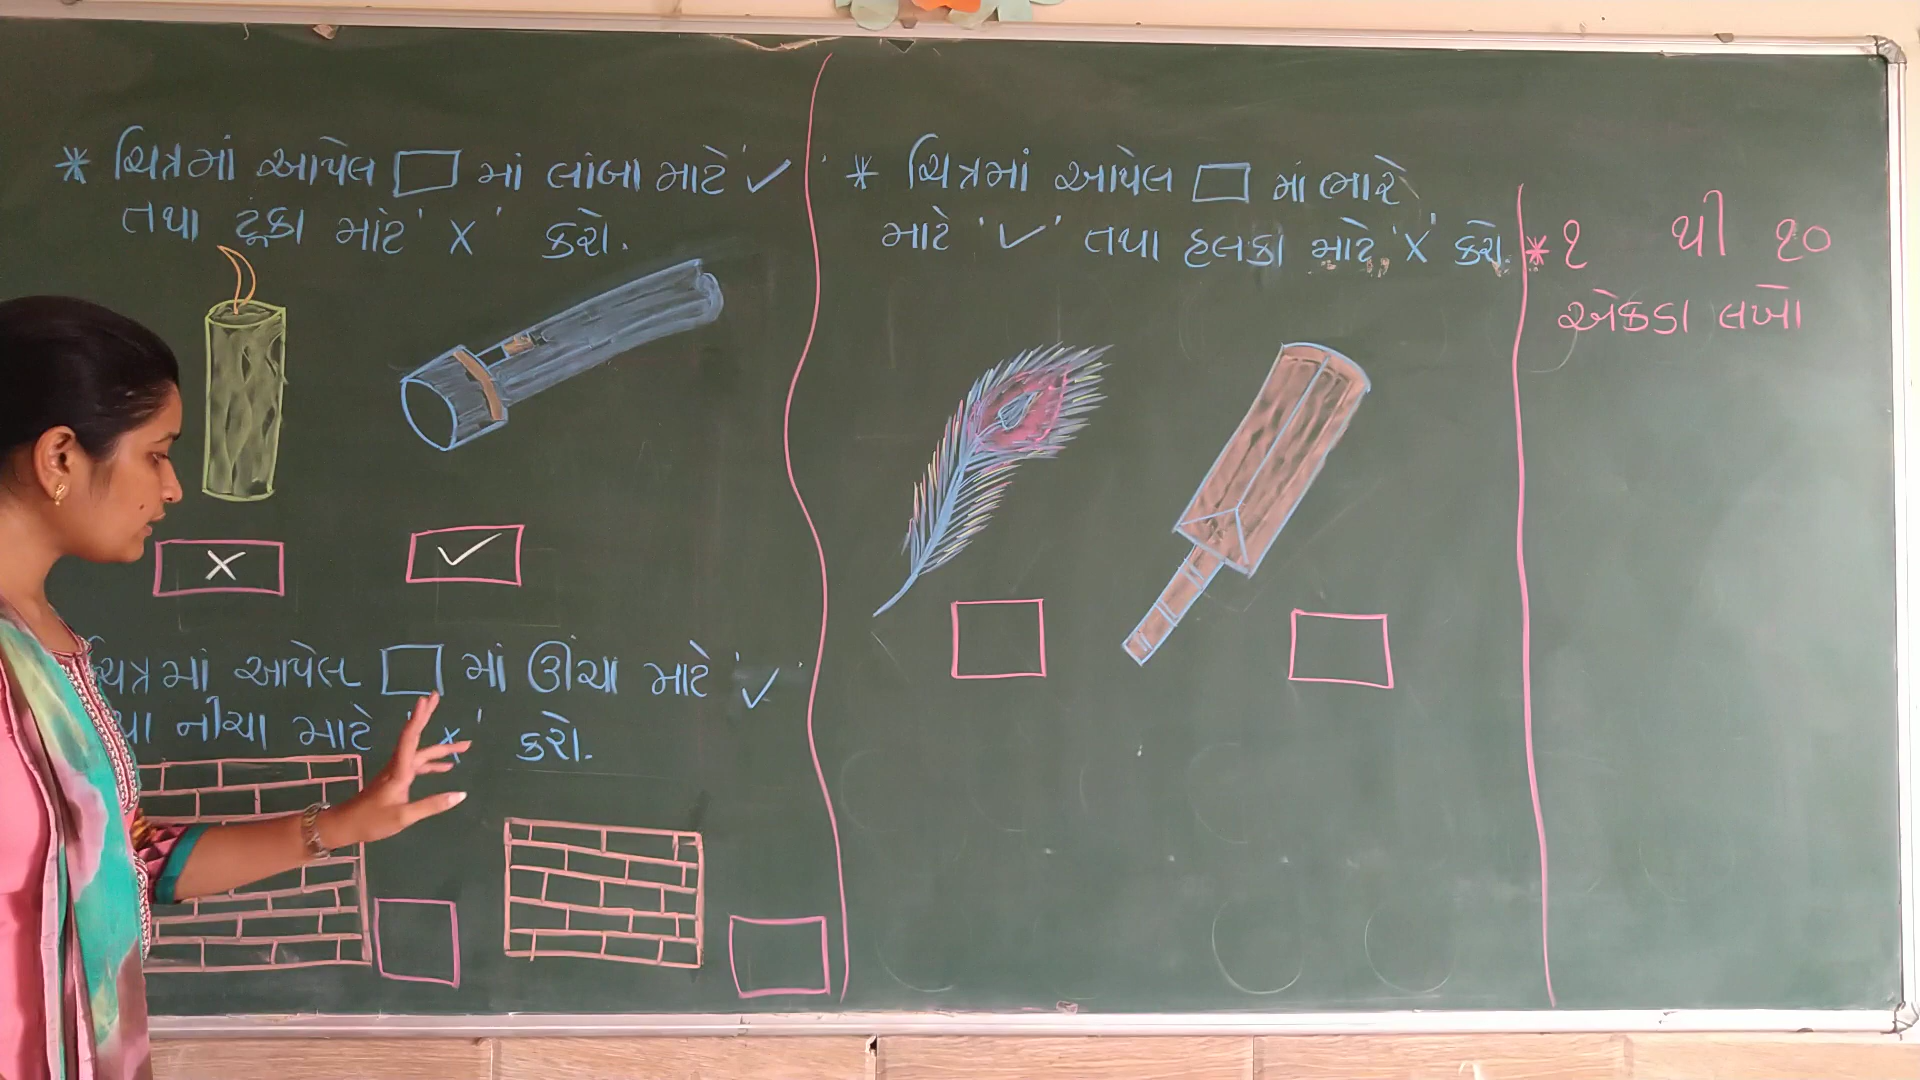 * ચિત્રમાં આપેલ □ માં લાંબા માટે '✓'
તથા ટૂંકા માટે 'X' કરો.
X ✓
ચિત્રમાં આપેલ □ માં ઊંચા માટે '✓'
નીચા માટે 'X' કરો.
* ચિત્રમાં આપેલ □ માં ભારે
માટે '✓' તથા હલકા માટે 'X' કરો.
* ૧ થી ૧૦
એકડા લખો